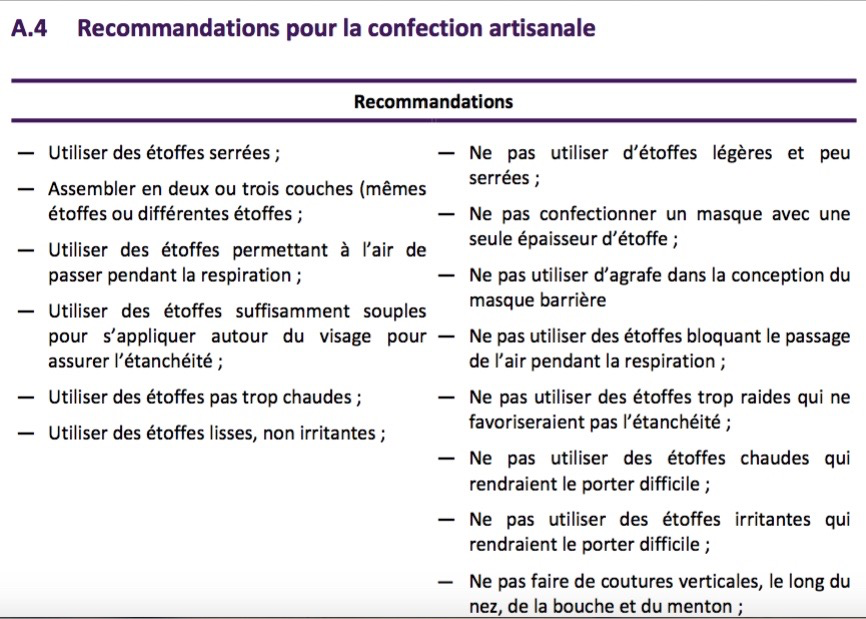 A.4 Recommandations pour la confection artisanale
Recommandations
— Utiliser des étoffes serrées ;
— Assembler en deux ou trois couches (mêmes
étoffes ou différentes étoffes ;
— Utiliser des étoffes permettant à l'air de
passer pendant la respiration ;
— Utiliser des étoffes suffisamment souples
pour s'appliquer autour du visage pour
assurer l'étanchéité ;
— Utiliser des étoffes pas trop chaudes ;
— Utiliser des étoffes lisses, non irritantes ;
— Ne pas utiliser d'étoffes légères et peu
serrées ;
— Ne pas confectionner un masque avec une
seule épaisseur d'étoffe ;
— Ne pas utiliser d'agrafe dans la conception du
masque barrière
— Ne pas utiliser des étoffes bloquant le passage
de l'air pendant la respiration ;
— Ne pas utiliser des étoffes trop raides qui ne
favoriseraient pas l'étanchéité ;
— Ne pas utiliser des étoffes chaudes qui
rendraient le porter difficile ;
— Ne pas utiliser des étoffes irritantes qui
rendraient le porter difficile ;
— Ne pas faire de coutures verticales, le long du
nez, de la bouche et du menton ;